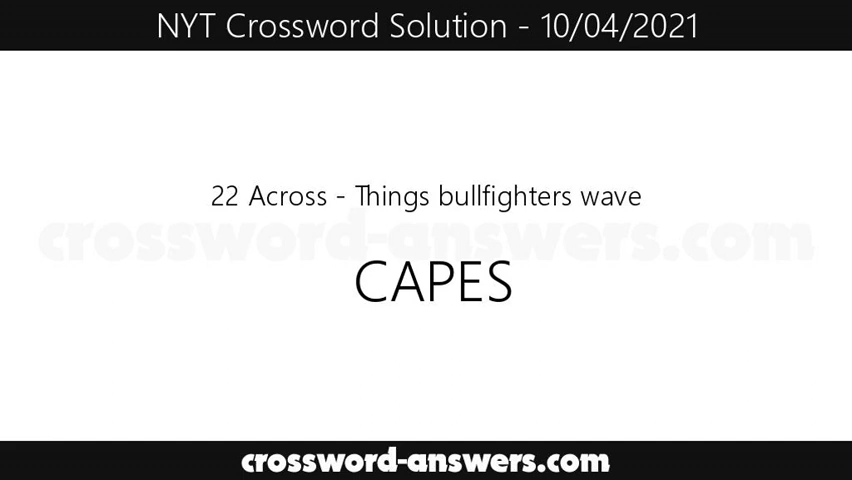 NYT Crossword Solution - 10/04/2021
22 Across - Things bullfighters wave
crossword-answers.com
CAPES
crossword-answers.com